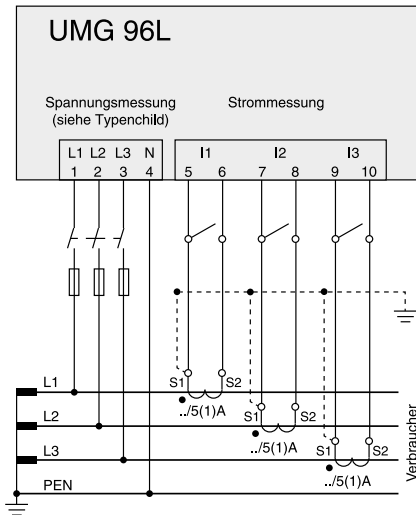 UMG 96L
Spannungsmessung
(siehe Typenchild)
Strommessung
L1 L2 L3 N
I1 I2 I3
1 2 3 4
5 6 7 8 9 10
L1
S1 S2
../5(1)A
L2
S1 S2
../5(1)A
L3
S1 S2
../5(1)A
PEN
Verbraucher